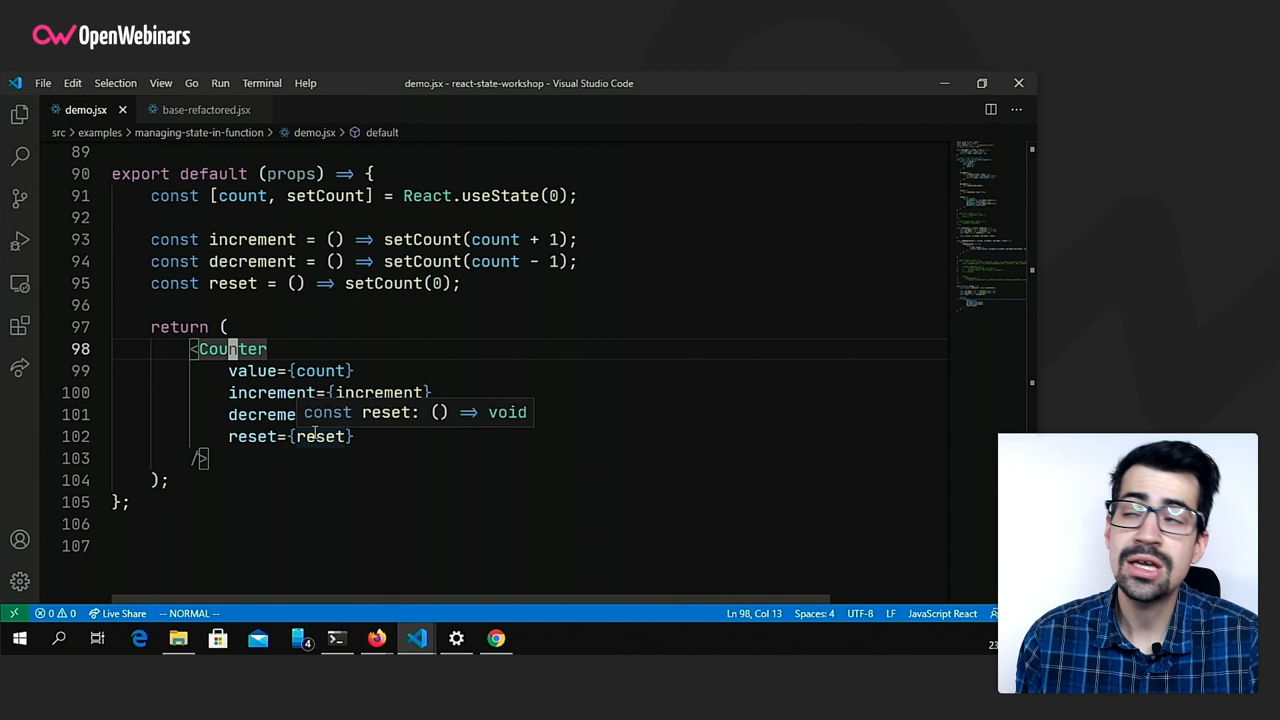 OpenWebinars
File Edit Selection View Go Run Terminal Help
demo.jsx - react-state-workshop - Visual Studio Code
demo.jsx
base-refactored.jsx
src > examples > managing-state-in-function > demo.jsx > default
89
90 export default (props) => {
91 const [count, setCount] = React.useState(0);
92
93 const increment = () => setCount(count + 1);
94 const decrement = () => setCount(count - 1);
95 const reset = () => setCount(0);
96
97 return (
98 <Counter
99 value={count}
100 increment={increment}
101 decreme
const reset: () => void
102 reset={reset}
103 />
104 );
105 };
106
107
0 0 Live Share -- NORMAL -- Ln 98, Col 13 Spaces: 4 UTF-8 LF JavaScript React
4
23